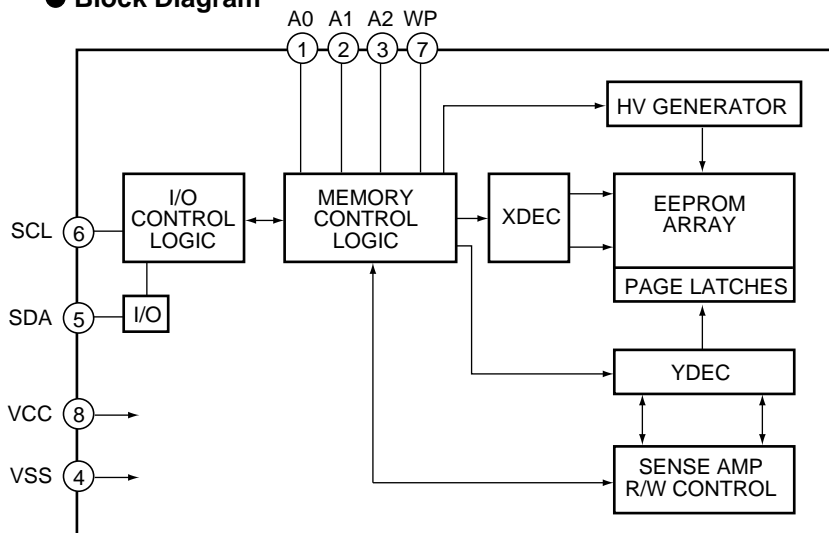 ● Block Diagram
A0 A1 A2 WP
1 2 3 7
HV GENERATOR
I/O
CONTROL
LOGIC
MEMORY
CONTROL
LOGIC
XDEC
EEPROM
ARRAY
PAGE LATCHES
SCL 6
SDA 5 I/O
YDEC
VCC 8
VSS 4
SENSE AMP
R/W CONTROL